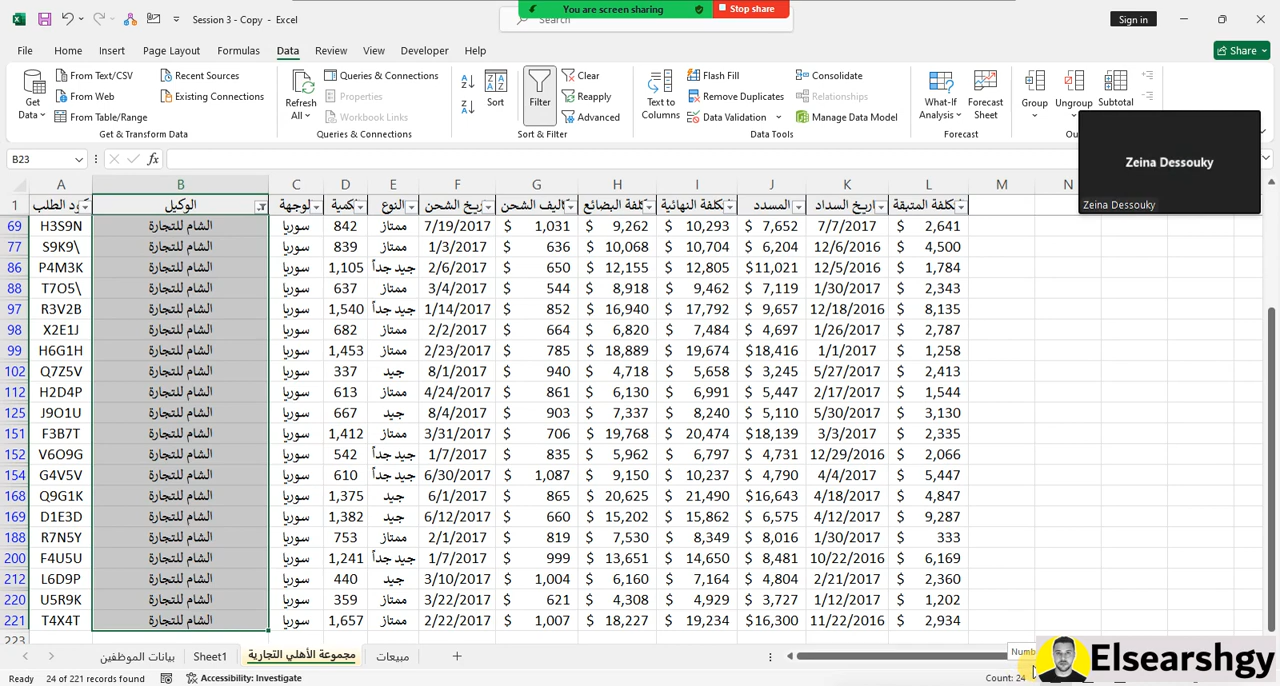 You are screen sharing
Stop share
Session 3 - Copy - Excel
Search
Sign in
File Home Insert Page Layout Formulas Data Review View Developer Help
Share
Get Data
From Text/CSV
From Web
From Table/Range
Recent Sources
Existing Connections
Get & Transform Data
Refresh All
Queries & Connections
Properties
Workbook Links
Queries & Connections
Sort
Filter
Clear
Reapply
Advanced
Sort & Filter
Text to Columns
Flash Fill
Remove Duplicates
Data Validation
Consolidate
Relationships
Manage Data Model
Data Tools
What-If Analysis
Forecast Sheet
Forecast
Group
Ungroup
Subtotal
Zeina Dessouky
Zeina Dessouky
B23
fx
A B C D E F G H I J K L M N
1 الوكيل النوع المسدد
69 H3S9N الشام للتجارة سوريا 842 ممتاز 7/19/2017 $ 1,031 $ 9,262 $ 10,293 $ 7,652 7/7/2017 $ 2,641
77 S9K9\ الشام للتجارة سوريا 839 ممتاز 1/3/2017 $ 636 $ 10,068 $ 10,704 $ 6,204 12/6/2016 $ 4,500
86 P4M3K الشام للتجارة سوريا 1,105 جيد جداً 2/6/2017 $ 650 $ 12,155 $ 12,805 $11,021 12/5/2016 $ 1,784
88 T7O5\ الشام للتجارة سوريا 637 ممتاز 3/4/2017 $ 544 $ 8,918 $ 9,462 $ 7,119 1/30/2017 $ 2,343
97 R3V2B الشام للتجارة سوريا 1,540 جيد جداً 1/14/2017 $ 852 $ 16,940 $ 17,792 $ 9,657 12/18/2016 $ 8,135
98 X2E1J الشام للتجارة سوريا 682 ممتاز 2/2/2017 $ 664 $ 6,820 $ 7,484 $ 4,697 1/26/2017 $ 2,787
99 H6G1H الشام للتجارة سوريا 1,453 ممتاز 2/23/2017 $ 785 $ 18,889 $ 19,674 $18,416 1/1/2017 $ 1,258
102 Q7Z5V الشام للتجارة سوريا 337 جيد 8/1/2017 $ 940 $ 4,718 $ 5,658 $ 3,245 5/27/2017 $ 2,413
112 H2D4P الشام للتجارة سوريا 613 ممتاز 4/24/2017 $ 861 $ 6,130 $ 6,991 $ 5,447 2/17/2017 $ 1,544
125 J9O1U الشام للتجارة سوريا 667 جيد 8/4/2017 $ 903 $ 7,337 $ 8,240 $ 5,110 5/30/2017 $ 3,130
151 F3B7T الشام للتجارة سوريا 1,412 ممتاز 3/31/2017 $ 706 $ 19,768 $ 20,474 $18,139 3/3/2017 $ 2,335
152 V6O9G الشام للتجارة سوريا 542 جيد جداً 1/7/2017 $ 835 $ 5,962 $ 6,797 $ 4,731 12/29/2016 $ 2,066
154 G4V5V الشام للتجارة سوريا 610 جيد جداً 6/30/2017 $ 1,087 $ 9,150 $ 10,237 $ 4,790 4/4/2017 $ 5,447
168 Q9G1K الشام للتجارة سوريا 1,375 جيد 6/1/2017 $ 865 $ 20,625 $ 21,490 $16,643 4/18/2017 $ 4,847
169 D1E3D الشام للتجارة سوريا 1,382 جيد 6/12/2017 $ 660 $ 15,202 $ 15,862 $ 6,575 4/12/2017 $ 9,287
188 R7N5Y الشام للتجارة سوريا 753 ممتاز 2/1/2017 $ 819 $ 7,530 $ 8,349 $ 8,016 1/30/2017 $ 333
200 F4U5U الشام للتجارة سوريا 1,241 جيد جداً 1/7/2017 $ 999 $ 13,651 $ 14,650 $ 8,481 10/22/2016 $ 6,169
212 L6D9P الشام للتجارة سوريا 440 جيد 3/10/2017 $ 1,004 $ 6,160 $ 7,164 $ 4,804 2/21/2017 $ 2,360
220 U5R9K الشام للتجارة سوريا 359 ممتاز 3/22/2017 $ 621 $ 4,308 $ 4,929 $ 3,727 1/12/2017 $ 1,202
221 T4X4T الشام للتجارة سوريا 1,657 ممتاز 2/22/2017 $ 1,007 $ 18,227 $ 19,234 $16,300 11/22/2016 $ 2,934
223
بيانات الموظفين Sheet1 مجموعة الأهلي التجارية مبيعات
Ready 24 of 221 records found Accessibility: Investigate Count: 24
Elsearshgy